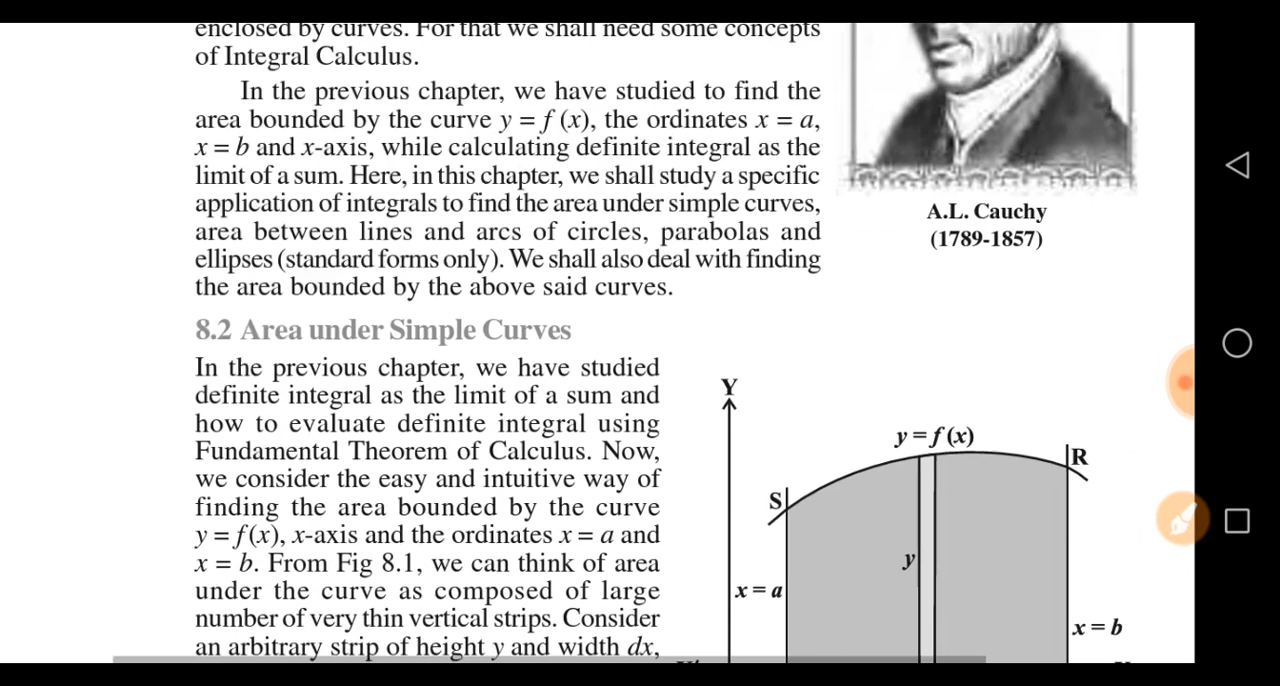 enclosed by curves. For that we shall need some concepts
of Integral Calculus.
In the previous chapter, we have studied to find the
area bounded by the curve y = f (x), the ordinates x = a,
x = b and x-axis, while calculating definite integral as the
limit of a sum. Here, in this chapter, we shall study a specific
application of integrals to find the area under simple curves,
area between lines and arcs of circles, parabolas and
ellipses (standard forms only). We shall also deal with finding
the area bounded by the above said curves.
A.L. Cauchy
(1789-1857)
8.2 Area under Simple Curves
In the previous chapter, we have studied
definite integral as the limit of a sum and
how to evaluate definite integral using
Fundamental Theorem of Calculus. Now,
we consider the easy and intuitive way of
finding the area bounded by the curve
y = f(x), x-axis and the ordinates x = a and
x = b. From Fig 8.1, we can think of area
under the curve as composed of large
number of very thin vertical strips. Consider
an arbitrary strip of height y and width dx,
Y
y = f (x)
R
S
y
x = a
x = b